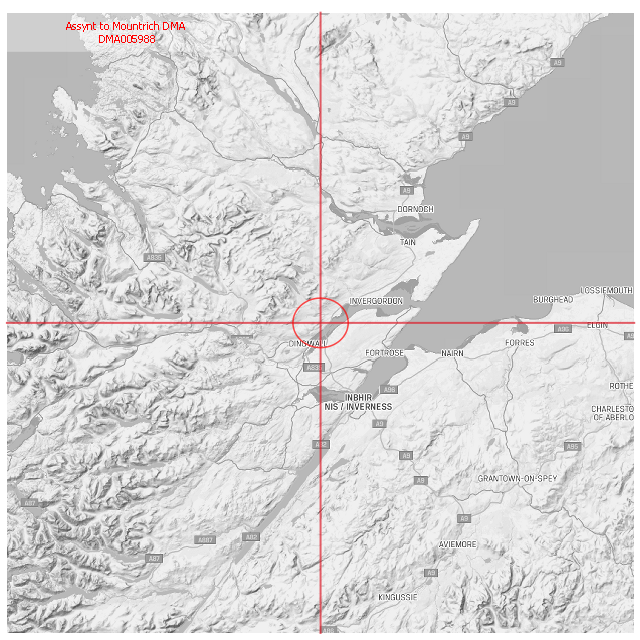 Assynt to Mountrich DMA
DMA005988
A9
A9
A9
A9
DORNOCH
TAIN
A835
INVERGORDON
LOSSIEMOUTH
BURGHEAD
ELGIN
A96
FORRES
DINGWALL
FORTROSE
NAIRN
A835
ROTHE
A96
INBHIR
NIS / INVERNESS
CHARLESTO
OF ABERLO
A9
A82
A95
A9
A9
GRANTOWN-ON-SPEY
A87
A9
A82
A887
AVIEMORE
A87
A9
KINGUSSIE